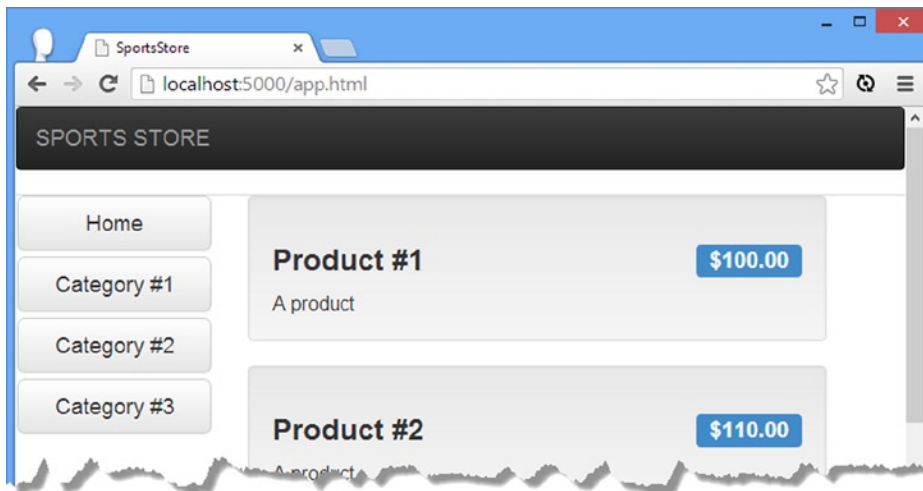 SportsStore
localhost:5000/app.html
SPORTS STORE
Home
Category #1
Category #2
Category #3
Product #1
$100.00
A product
Product #2
$110.00
A product